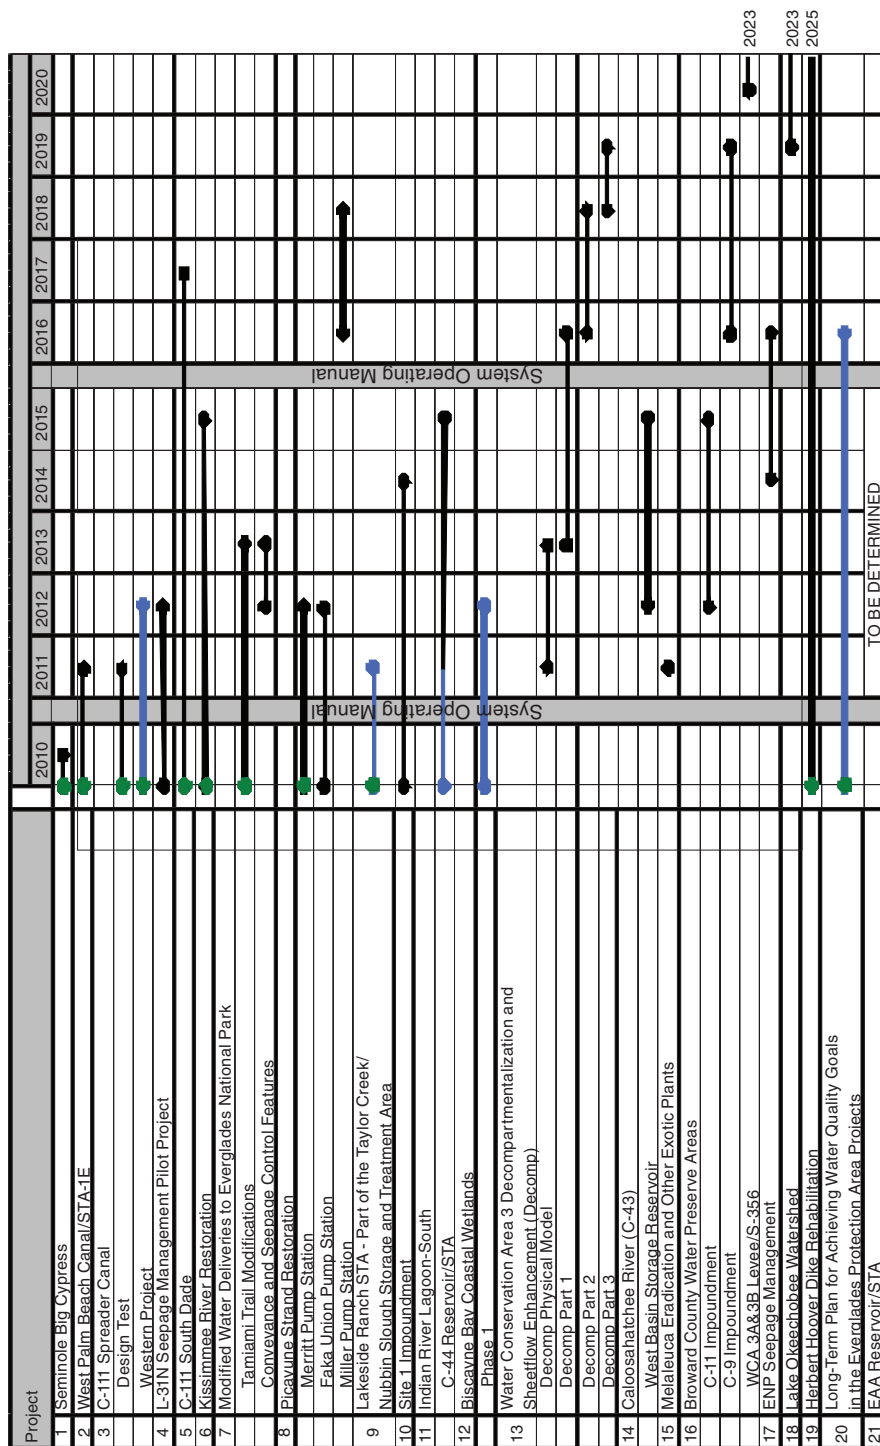 Project
2010
2011
2012
2013
2014
2015
2016
2017
2018
2019
2020
1 Seminole Big Cypress
2 West Palm Beach Canal/STA-1E
3 C-111 Spreader Canal
Design Test
Western Project
4 L-31N Seepage Management Pilot Project
5 C-111 South Dade
6 Kissimmee River Restoration
7 Modified Water Deliveries to Everglades National Park
Tamiami Trail Modifications
Conveyance and Seepage Control Features
8 Picayune Strand Restoration
Merritt Pump Station
Faka Union Pump Station
Miller Pump Station
9 Lakeside Ranch STA - Part of the Taylor Creek/
Nubbin Slough Storage and Treatment Area
10 Site 1 Impoundment
11 Indian River Lagoon-South
C-44 Reservoir/STA
12 Biscayne Bay Coastal Wetlands
Phase 1
13 Water Conservation Area 3 Decompartmentalization and
Sheetflow Enhancement (Decomp)
Decomp Physical Model
Decomp Part 1
Decomp Part 2
Decomp Part 3
14 Caloosahatchee River (C-43)
West Basin Storage Reservoir
15 Melaleuca Eradication and Other Exotic Plants
16 Broward County Water Preserve Areas
C-11 Impoundment
C-9 Impoundment
WCA 3A&3B Levee/S-356 2023
17 ENP Seepage Management
18 Lake Okeechobee Watershed 2023
19 Herbert Hoover Dike Rehabilitation 2025
20 Long-Term Plan for Achieving Water Quality Goals
in the Everglades Protection Area Projects
21 EAA Reservoir/STA TO BE DETERMINED
System Operating Manual
System Operating Manual
System Operating Manual
System Operating Manual